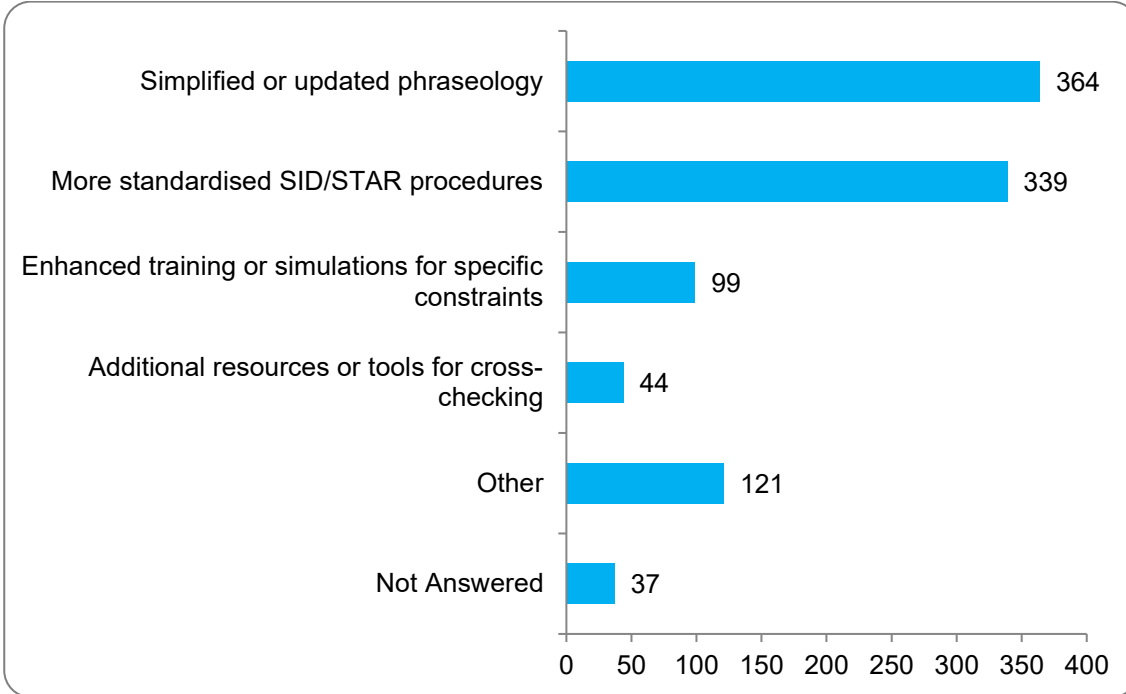 Simplified or updated phraseology
364
More standardised SID/STAR procedures
339
Enhanced training or simulations for specific
constraints
99
Additional resources or tools for cross-
checking
44
Other
121
Not Answered
37
0 50 100 150 200 250 300 350 400